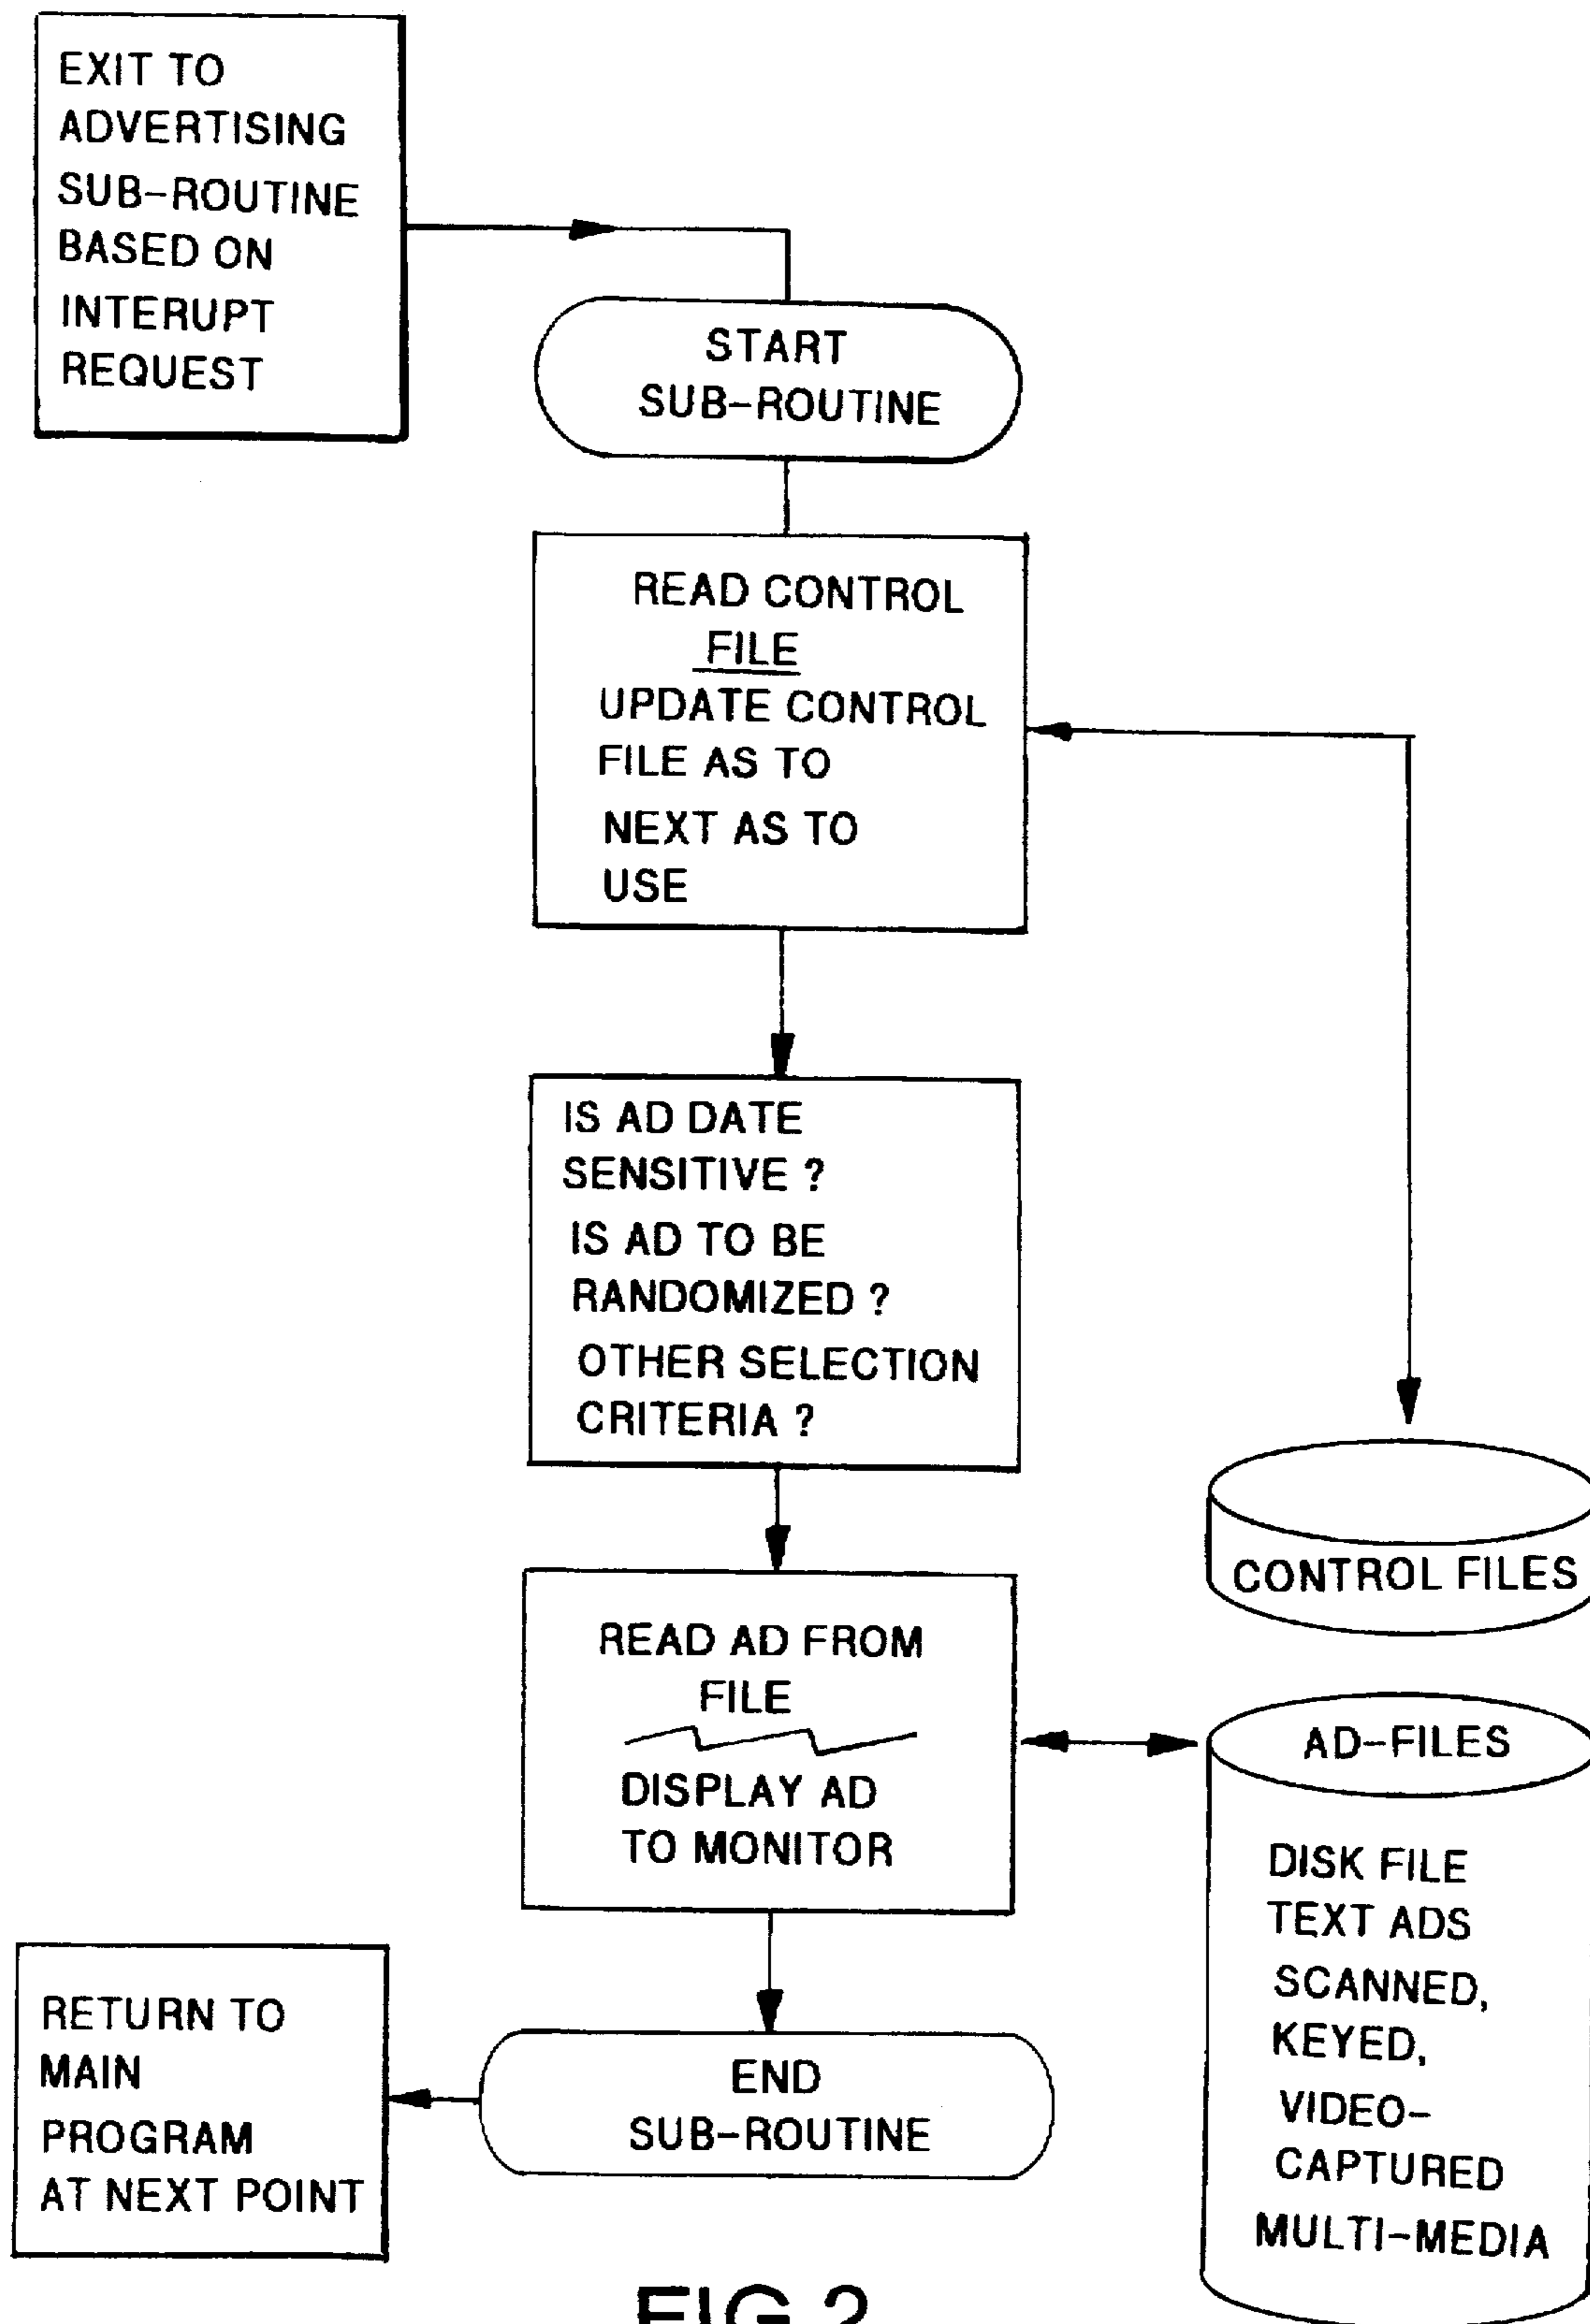 EXIT TO
ADVERTISING
SUB-ROUTINE
BASED ON
INTERUPT
REQUEST
START
SUB-ROUTINE
READ CONTROL
FILE
UPDATE CONTROL
FILE AS TO
NEXT AS TO
USE
IS AD DATE
SENSITIVE ?
IS AD TO BE
RANDOMIZED ?
OTHER SELECTION
CRITERIA ?
CONTROL FILES
READ AD FROM
FILE
DISPLAY AD
TO MONITOR
AD-FILES
DISK FILE
TEXT ADS
SCANNED,
KEYED,
VIDEO-
CAPTURED
MULTI-MEDIA
END
SUB-ROUTINE
RETURN TO
MAIN
PROGRAM
AT NEXT POINT
FIG.2